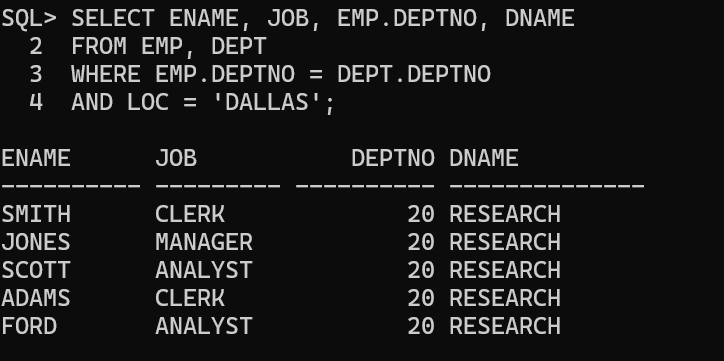 SQL> SELECT ENAME, JOB, EMP.DEPTNO, DNAME
  2  FROM EMP, DEPT
  3  WHERE EMP.DEPTNO = DEPT.DEPTNO
  4  AND LOC = 'DALLAS';

ENAME      JOB           DEPTNO DNAME
---------- --------- ---------- --------------
SMITH      CLERK             20 RESEARCH
JONES      MANAGER           20 RESEARCH
SCOTT      ANALYST           20 RESEARCH
ADAMS      CLERK             20 RESEARCH
FORD       ANALYST           20 RESEARCH